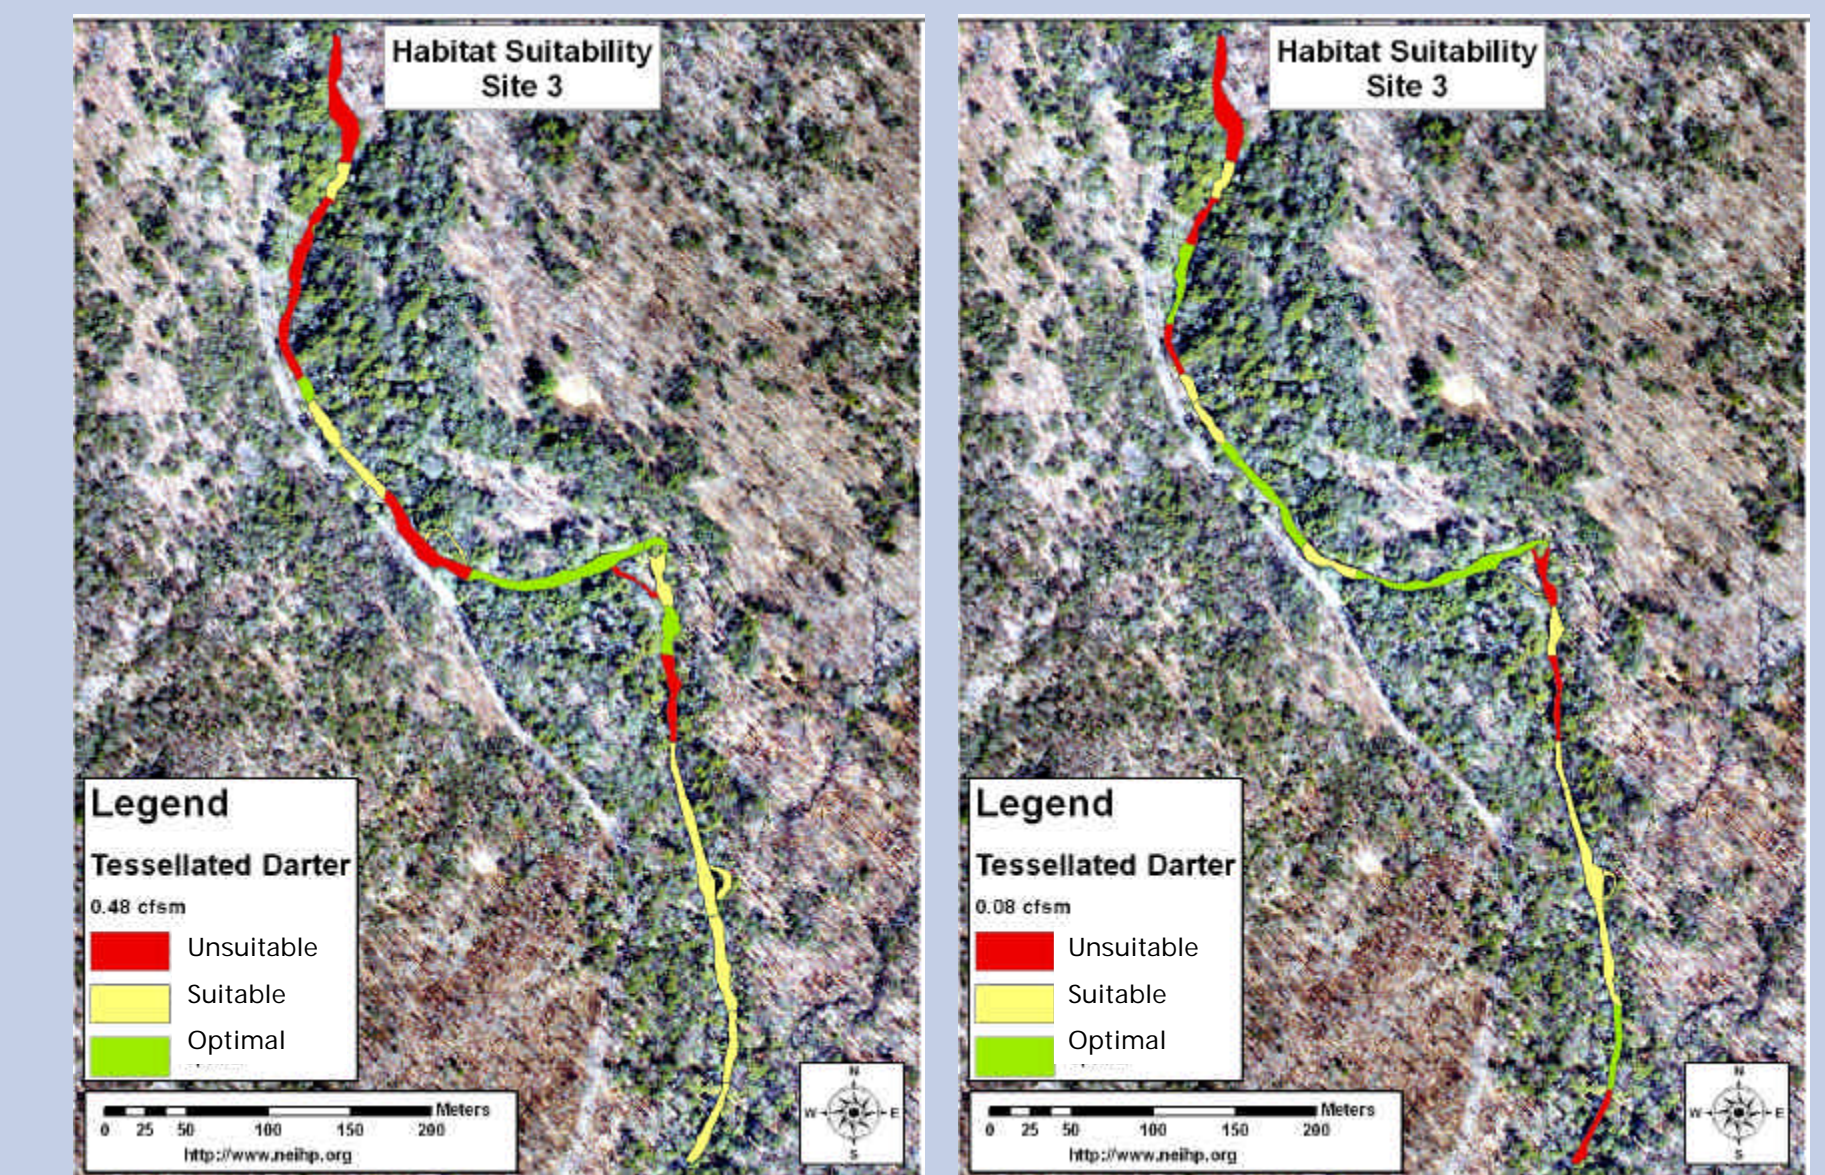 Habitat Suitability
Site 3
Legend
Tessellated Darter
0.48 cfsm
Unsuitable
Suitable
Optimal
Meters
0 25 50 100 150 200
http://www.neihp.org
N
W E
S
Habitat Suitability
Site 3
Legend
Tessellated Darter
0.08 cfsm
Unsuitable
Suitable
Optimal
Meters
0 25 50 100 150 200
http://www.neihp.org
N
W E
S